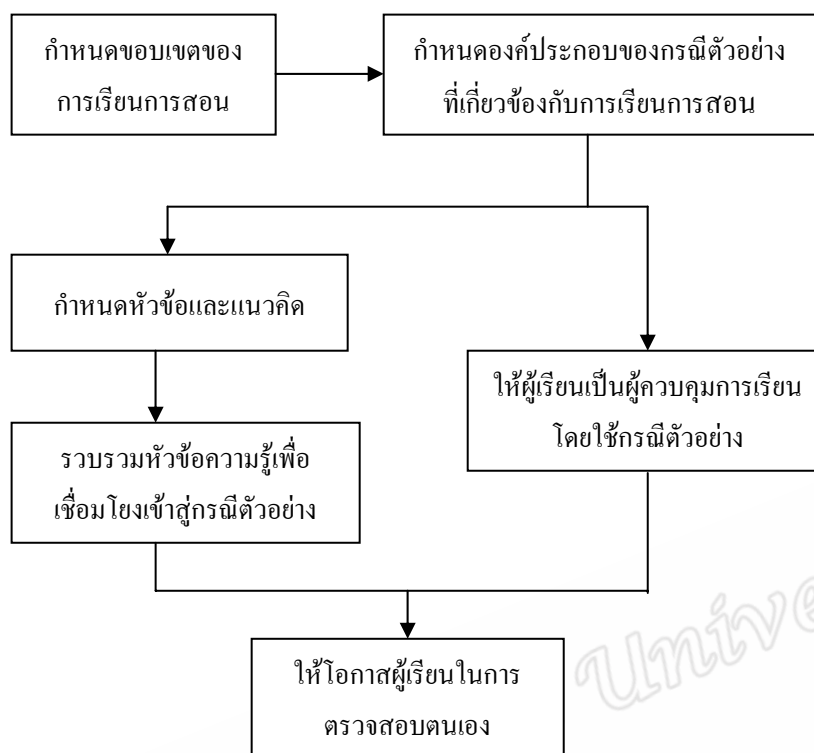 กำหนดขอบเขตของ
การเรียนการสอน
กำหนดองค์ประกอบของกรณีตัวอย่าง
ที่เกี่ยวข้องกับการเรียนการสอน
กำหนดหัวข้อและแนวคิด
ให้ผู้เรียนเป็นผู้ควบคุมการเรียน
โดยใช้กรณีตัวอย่าง
รวบรวมหัวข้อความรู้เพื่อ
เชื่อมโยงเข้าสู่กรณีตัวอย่าง
ให้โอกาสผู้เรียนในการ
ตรวจสอบตนเอง